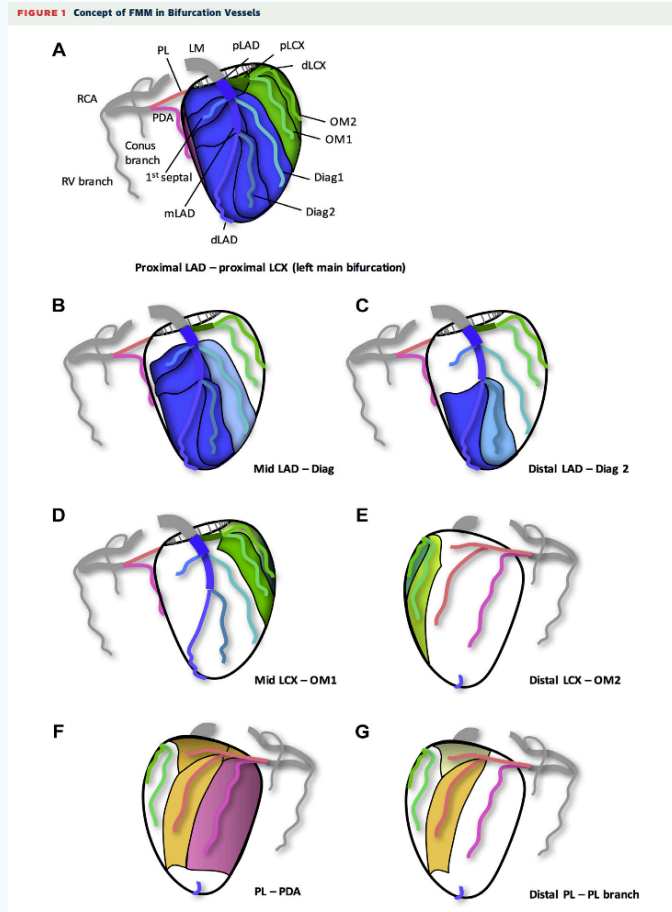 FIGURE 1 Concept of FMM in Bifurcation Vessels
A
PL
LM
pLAD
pLCX
dLCX
RCA
PDA
OM2
OM1
Conus
branch
1st septal
RV branch
Diag1
mLAD
Diag2
dLAD
Proximal LAD – proximal LCX (left main bifurcation)
B
C
Mid LAD – Diag
Distal LAD – Diag 2
D
E
Mid LCX – OM1
Distal LCX – OM2
F
G
PL – PDA
Distal PL – PL branch